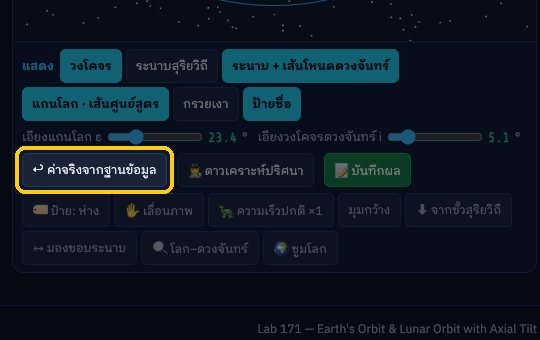 แสดง วงโคจร ระนาบสุริยวิถี ระนาบ + เส้นโหนดดวงจันทร์
แกนโลก · เส้นศูนย์สูตร กรวยเงา ป้ายชื่อ
เอียงแกนโลก ε 23.4 ° เอียงวงโคจรดวงจันทร์ i 5.1 °
↩ ค่าจริงจากฐานข้อมูล ดาวเคราะห์ปริศนา บันทึกผล
ป้าย: ห่าง เลื่อนภาพ ความเร็วปกติ ×1 มุมกว้าง ⬇ จากขั้วสุริยวิถี
↔ มองขอบระนาบ โลก–ดวงจันทร์ ซูมโลก
Lab 171 — Earth's Orbit & Lunar Orbit with Axial Tilt